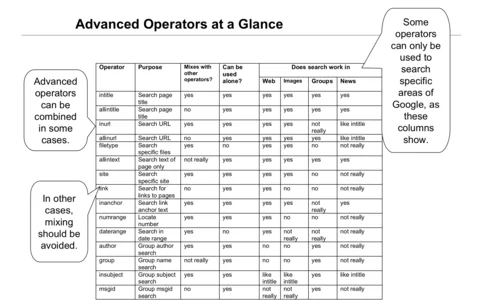 Advanced Operators at a Glance
Some
operators
can only be
used to
search
specific
areas of
Google, as
these
columns
show.
Advanced
operators
can be
combined
in some
cases.
In other
cases,
mixing
should be
avoided.
Operator Purpose Mixes with other operators? Can be used alone? Does search work in
Web Images Groups News
intitle Search page title yes yes yes yes yes yes
allintitle Search page title no yes yes yes yes yes
inurl Search URL yes yes yes yes not really like intitle
allinurl Search URL no yes yes yes yes like intitle
filetype Search specific files yes no yes yes no not really
allintext Search text of page only not really yes yes yes yes yes
site Search specific site yes yes yes yes no not really
link Search for links to pages no yes yes no no not really
inanchor Search link anchor text yes yes yes yes not really yes
numrange Locate number yes yes yes no no not really
daterange Search in date range yes no yes not really not really not really
author Group author search yes yes no no yes not really
group Group name search not really yes no no yes not really
insubject Group subject search yes yes like intitle like intitle yes like intitle
msgid Group msgid search no yes not really not really yes not really